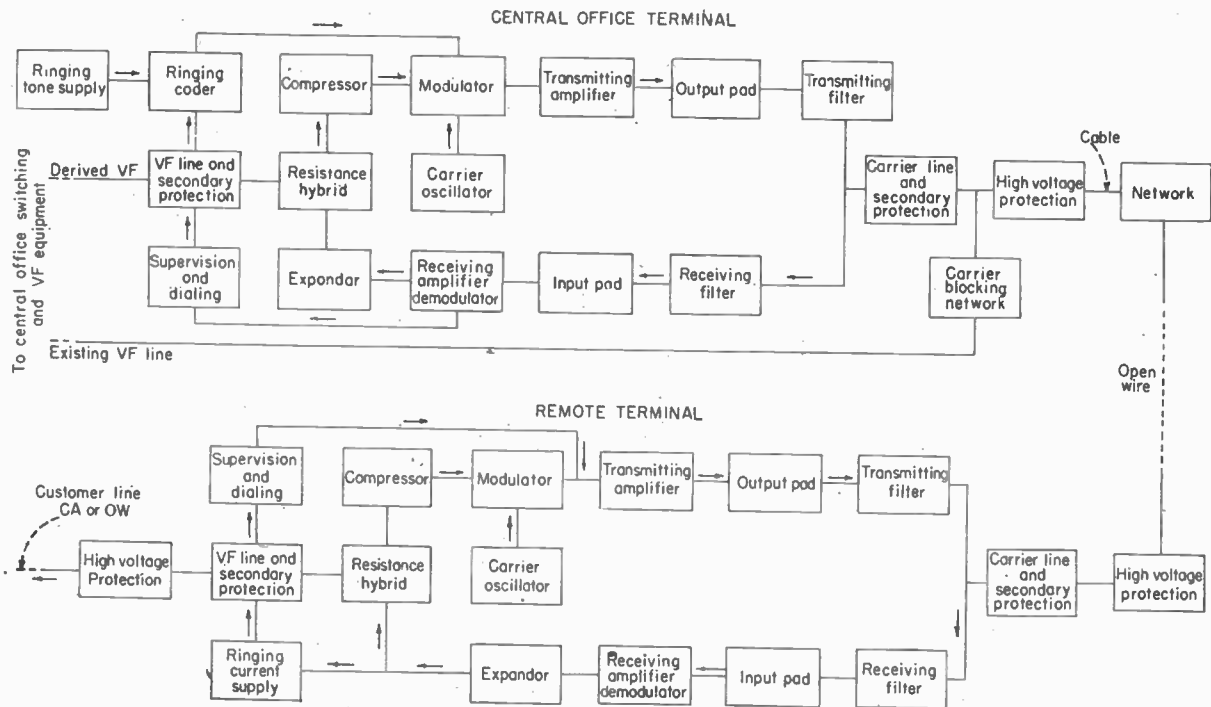 CENTRAL OFFICE TERMINAL
Ringing
tone supply
Ringing
coder
Compressor
Modulator
Transmitting
amplifier
Output pad
Transmitting
filter
Derived VF
VF line ond
secondary
protection
Resistance
hybrid
Carrier
oscillator
Carrier line
and
secondary
protection
High voltage
protection
Cable
Network
To central office switching
and VF equipment
Supervision
ond
dialing
Expondar
Receiving
amplifier
demodulator
Input pad
Receiving
filter
Carrier
blocking
network
Existing VF line
Open
wire
REMOTE TERMINAL
Supervision
and
dialing
Compressor
Modulator
Transmitting
amplifier
Output pad
Transmitting
filter
Customer line
CA or OW
High voltage
Protection
VF line ond
secondary
protection
Resistance
hybrid
Carrier
oscillator
Carrier line
and
secondary
protection
High voltage
protection
Ringing
current
supply
Expandor
Receiving
amplifier
demodulator
Input pad
Receiving
filter